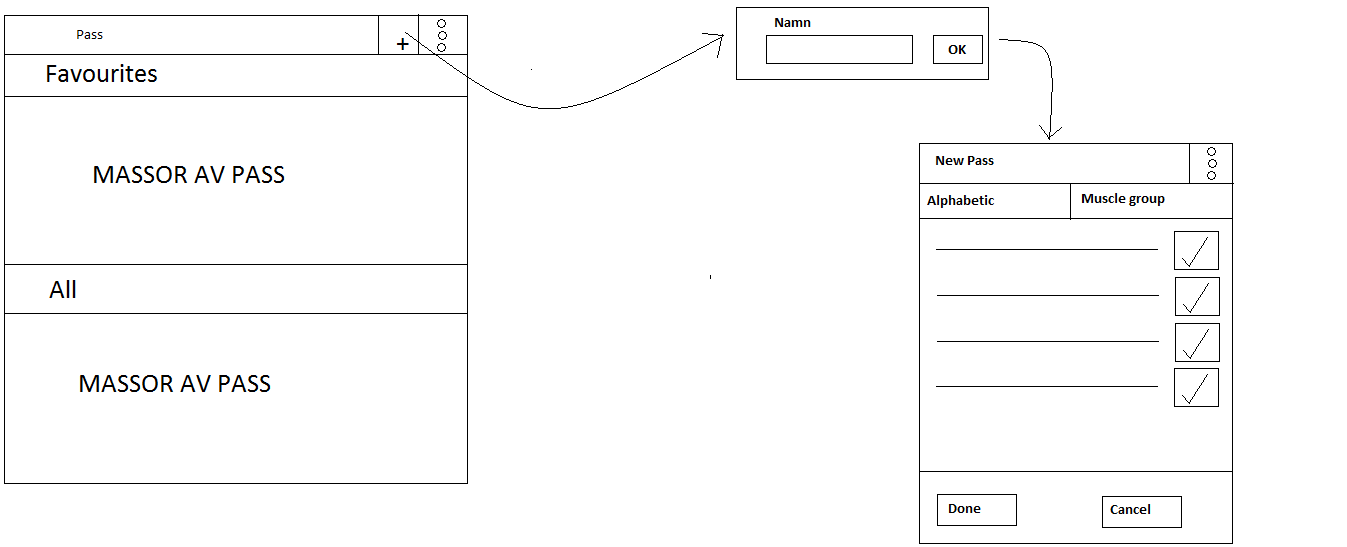 Pass
+
Favourites
MASSOR AV PASS
All
MASSOR AV PASS
Namn
OK
New Pass
Alphabetic
Muscle group
Done
Cancel